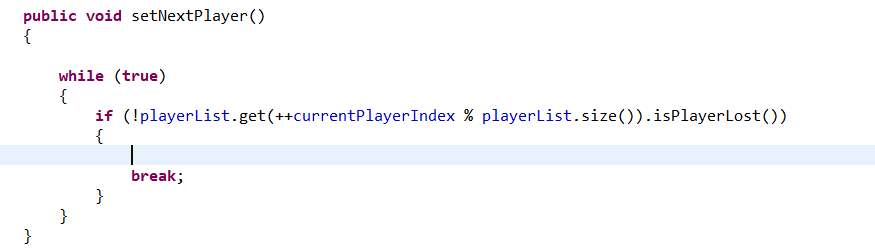 public void setNextPlayer()
{
while (true)
{
if (!playerList.get(++currentPlayerIndex % playerList.size()).isPlayerLost())
{
break;
}
}
}